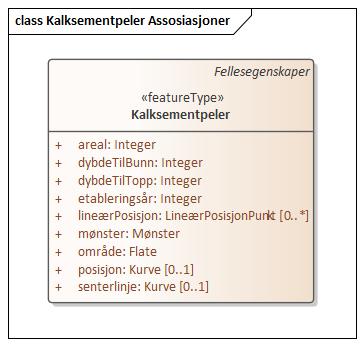 class Kalksementpeler Assosiasjoner
Fellesegenskaper
«featureType»
Kalksementpeler
+ areal: Integer
+ dybdeTilBunn: Integer
+ dybdeTilTopp: Integer
+ etableringsår: Integer
+ lineærPosisjon: LineærPosisjonPunkt [0..*]
+ mønster: Mønster
+ område: Flate
+ posisjon: Kurve [0..1]
+ senterlinje: Kurve [0..1]